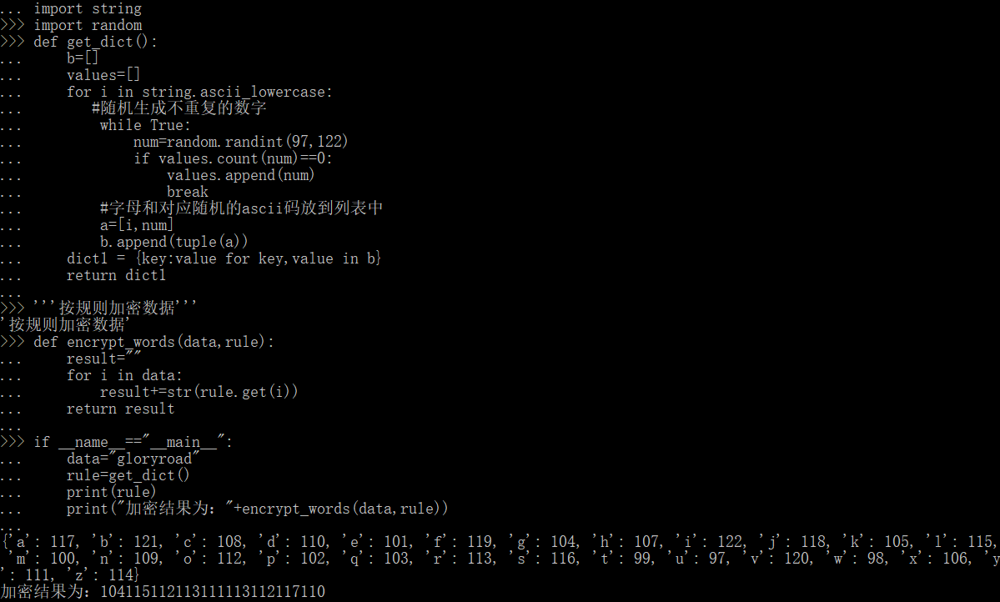 ... import string
>>> import random
>>> def get_dict():
...     b=[]
...     values=[]
...     for i in string.ascii_lowercase:
...        #随机生成不重复的数字
...         while True:
...             num=random.randint(97,122)
...             if values.count(num)==0:
...                 values.append(num)
...                 break
...         #字母和对应随机的ascii码放到列表中
...         a=[i,num]
...         b.append(tuple(a))
...     dict1 = {key:value for key,value in b}
...     return dict1
...
>>> '''按规则加密数据'''
'按规则加密数据'
>>> def encrypt_words(data,rule):
...     result=""
...     for i in data:
...         result+=str(rule.get(i))
...     return result
...
>>> if __name__=="__main__":
...     data="gloryroad"
...     rule=get_dict()
...     print(rule)
...     print("加密结果为："+encrypt_words(data,rule))
...
{'a': 117, 'b': 121, 'c': 108, 'd': 110, 'e': 101, 'f': 119, 'g': 104, 'h': 107, 'i': 122, 'j': 118, 'k': 105, 'l': 115,
 'm': 100, 'n': 109, 'o': 112, 'p': 102, 'q': 103, 'r': 113, 's': 116, 't': 99, 'u': 97, 'v': 120, 'w': 98, 'x': 106, 'y
': 111, 'z': 114}
加密结果为：104115112113111113112117110